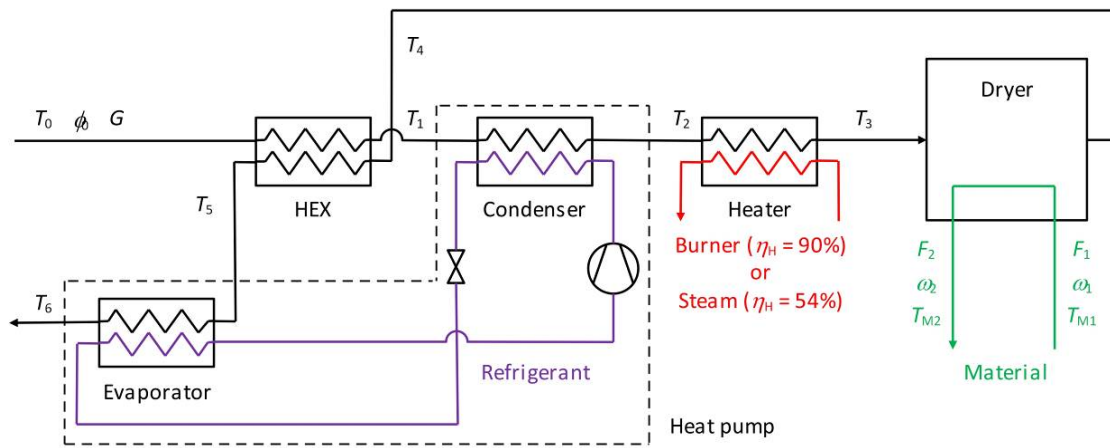 T4
Dryer
T0 ϕ0 G
T1
T2
T3
HEX
Condenser
Heater
T5
Burner (ηH = 90%)
or
Steam (ηH = 54%)
F2
ω2
TM2
F1
ω1
TM1
T6
Refrigerant
Material
Evaporator
Heat pump